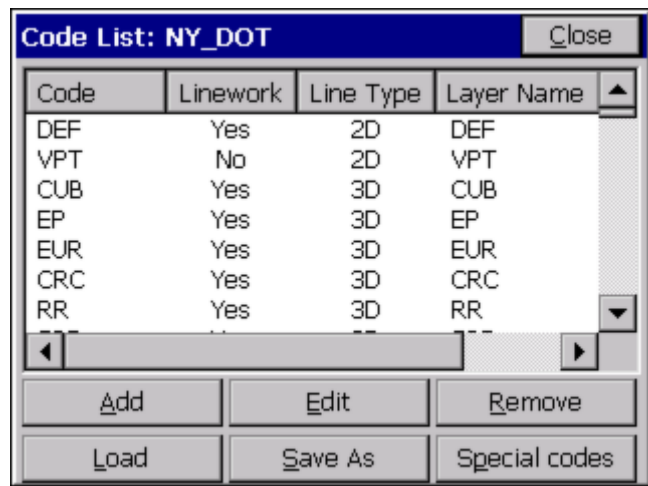 Code List: NY_DOT Close
Code Linework Line Type Layer Name
DEF Yes 2D DEF
VPT No 2D VPT
CUB Yes 3D CUB
EP Yes 3D EP
EUR Yes 3D EUR
CRC Yes 3D CRC
RR Yes 3D RR
Add Edit Remove
Load Save As Special codes